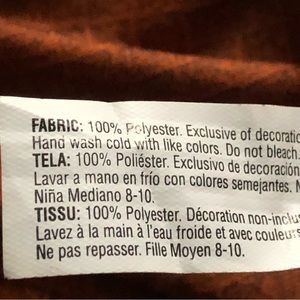 FABRIC: 100% Polyester. Exclusive of decoratio
Hand wash cold with like colors. Do not bleach.
TELA: 100% Poliéster. Exclusivo de decoración
Lavar a mano en frío con colores semejantes. N
Niña Mediano 8-10.
TISSU: 100% Polyester. Décoration non-inclus
Lavez à la main à l'eau froide et avec couleurs
Ne pas repasser. Fille Moyen 8-10.